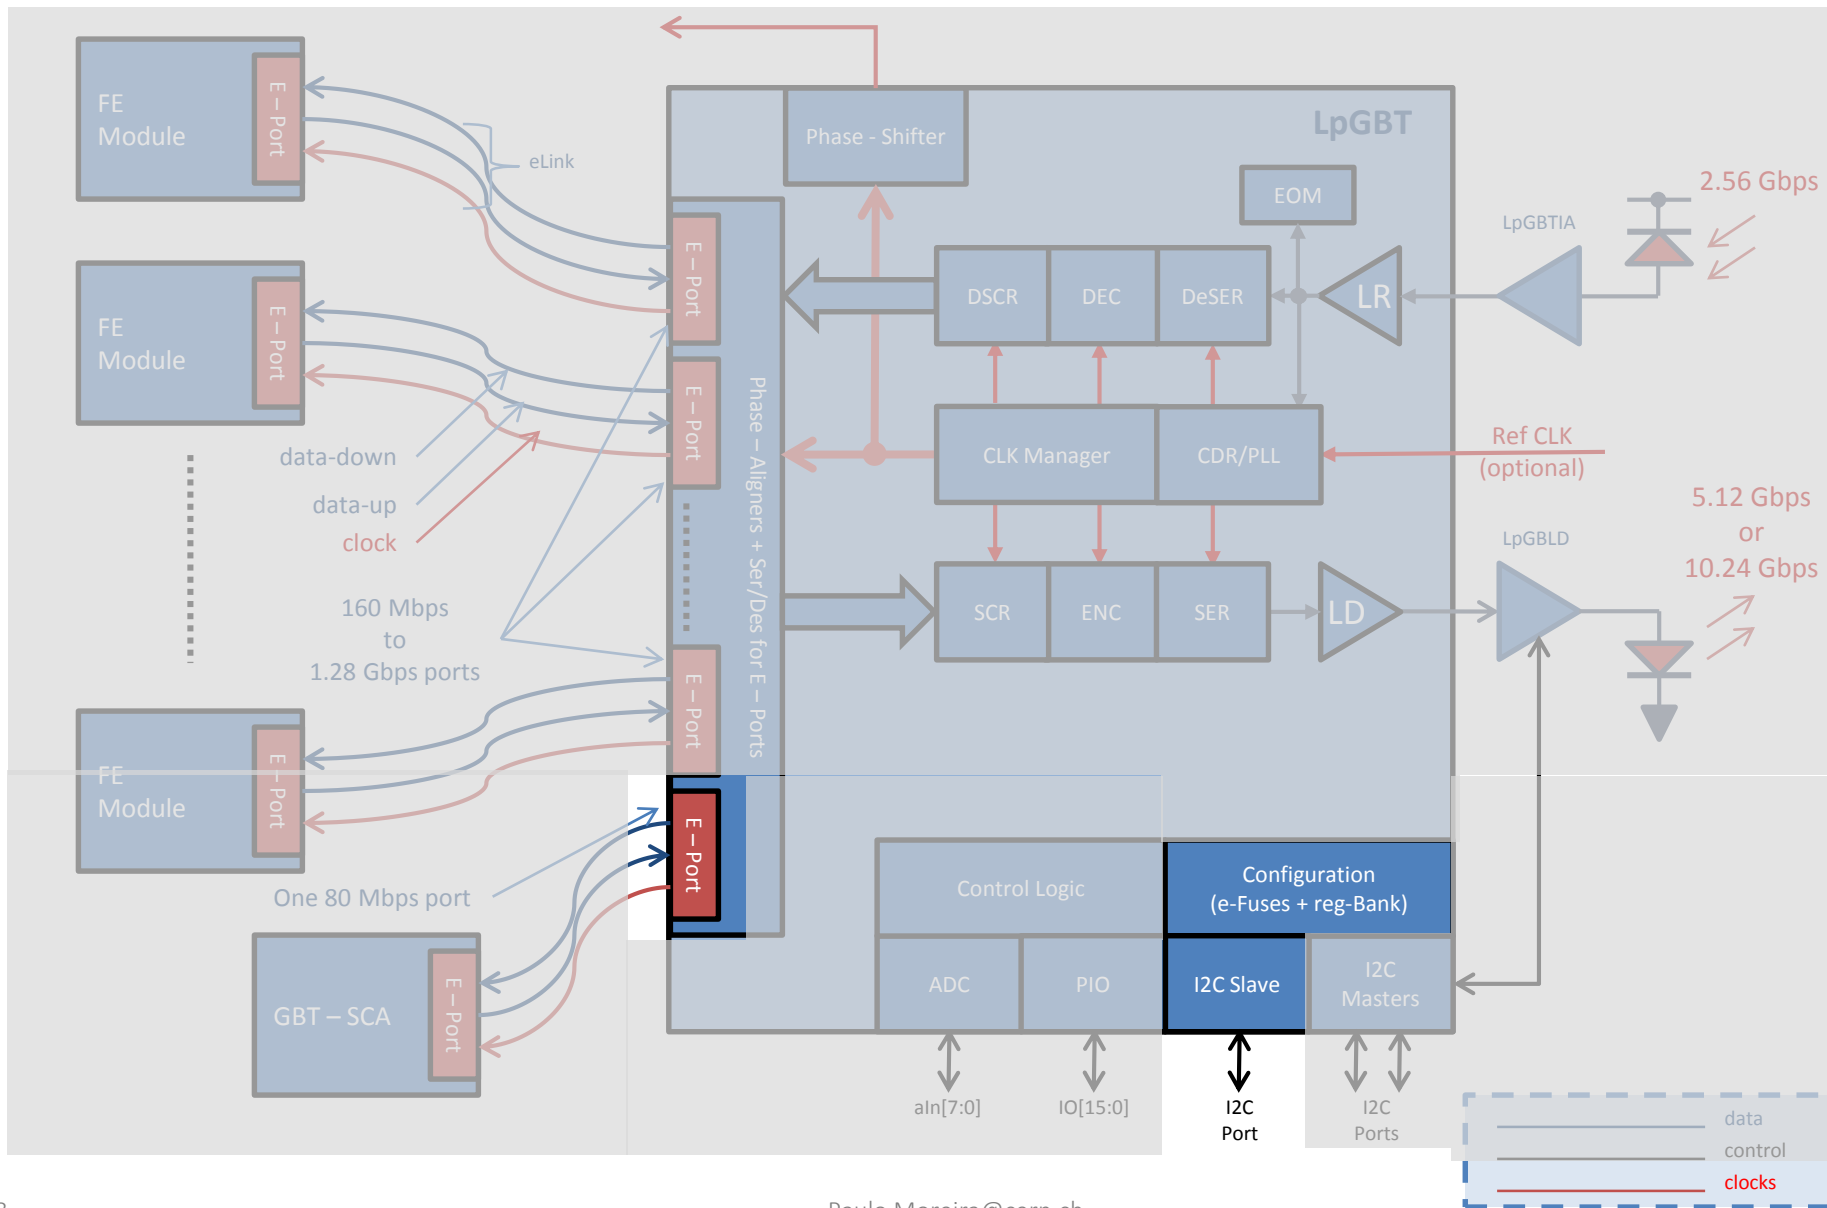 FE
Module
E – Port
eLink
FE
Module
E – Port
data-down
data-up
clock
160 Mbps
to
1.28 Gbps ports
FE
Module
E – Port
One 80 Mbps port
GBT – SCA
E – Port
LpGBT
Phase - Shifter
E – Port
E – Port
E – Port
E – Port
Phase – Aligners + Ser/Des for E – Ports
EOM
DSCR
DEC
DeSER
LR
CLK Manager
CDR/PLL
SCR
ENC
SER
LD
LpGBTIA
2.56 Gbps
Ref CLK
(optional)
5.12 Gbps
or
10.24 Gbps
LpGBLD
Control Logic
Configuration
(e-Fuses + reg-Bank)
ADC
PIO
I2C Slave
I2C
Masters
aIn[7:0]
IO[15:0]
I2C
Port
I2C
Ports
data
control
clocks